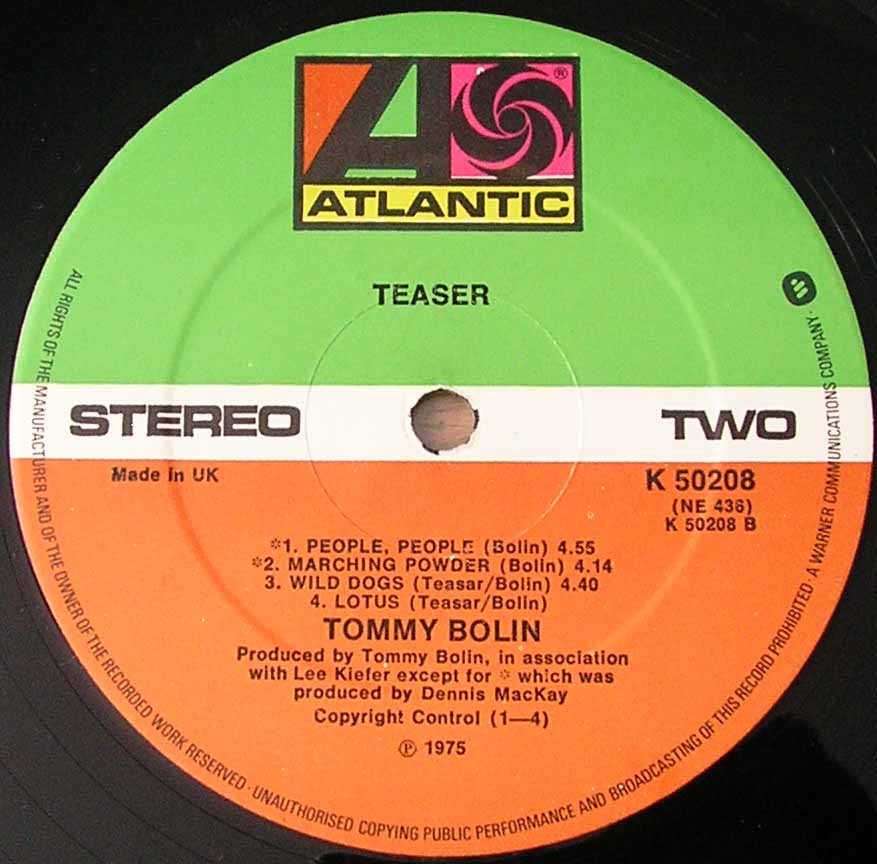 ATLANTIC
®
TEASER
STEREO
TWO
Made in UK
K 50208
(NE 436)
K 50208 B
*1. PEOPLE, PEOPLE (Bolin) 4.55
*2. MARCHING POWDER (Bolin) 4.14
3. WILD DOGS (Teasar/Bolin) 4.40
4. LOTUS (Teasar/Bolin)
TOMMY BOLIN
Produced by Tommy Bolin, in association
with Lee Kiefer except for * which was
produced by Dennis MacKay
Copyright Control (1—4)
℗ 1975
ALL RIGHTS OF THE MANUFACTURER AND OF THE OWNER OF THE RECORDED WORK RESERVED · UNAUTHORISED COPYING PUBLIC PERFORMANCE AND BROADCASTING OF THIS RECORD PROHIBITED · A WARNER COMMUNICATIONS COMPANY ·